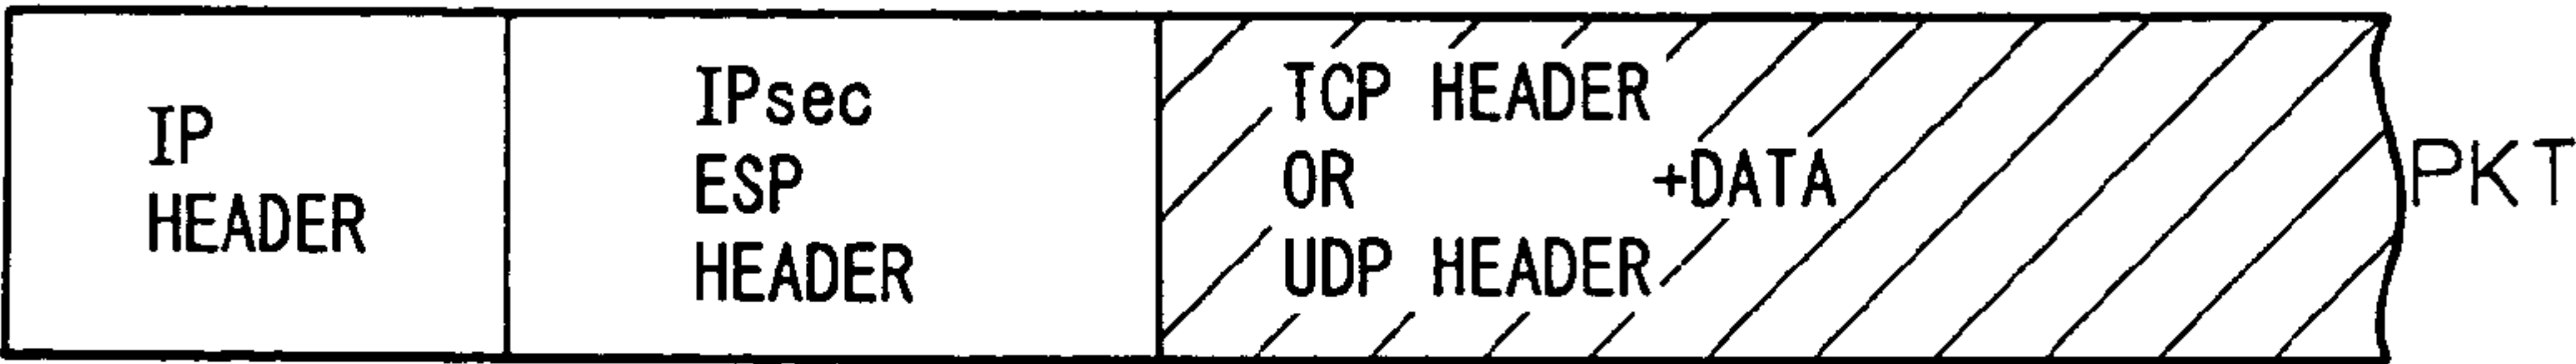 IP
HEADER
IPsec
ESP
HEADER
TCP HEADER
OR
UDP HEADER
+DATA
PKT